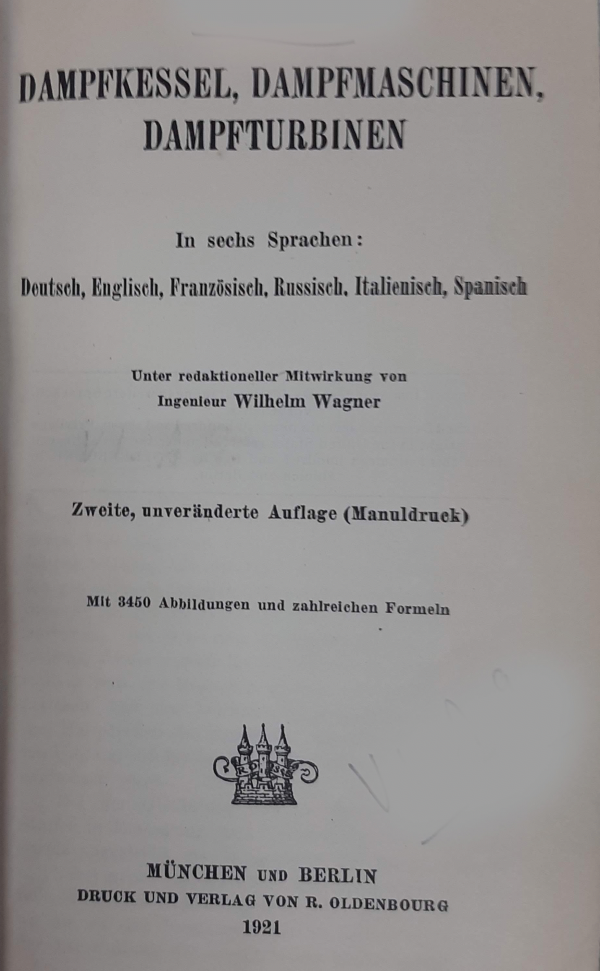 DAMPFKESSEL, DAMPFMASCHINEN,
DAMPFTURBINEN
In sechs Sprachen:
Deutsch, Englisch, Französisch, Russisch, Italienisch, Spanisch
Unter redaktioneller Mitwirkung von
Ingenieur Wilhelm Wagner
Zweite, unveränderte Auflage (Manuldruck)
Mit 3450 Abbildungen und zahlreichen Formeln
MÜNCHEN UND BERLIN
DRUCK UND VERLAG VON R. OLDENBOURG
1921